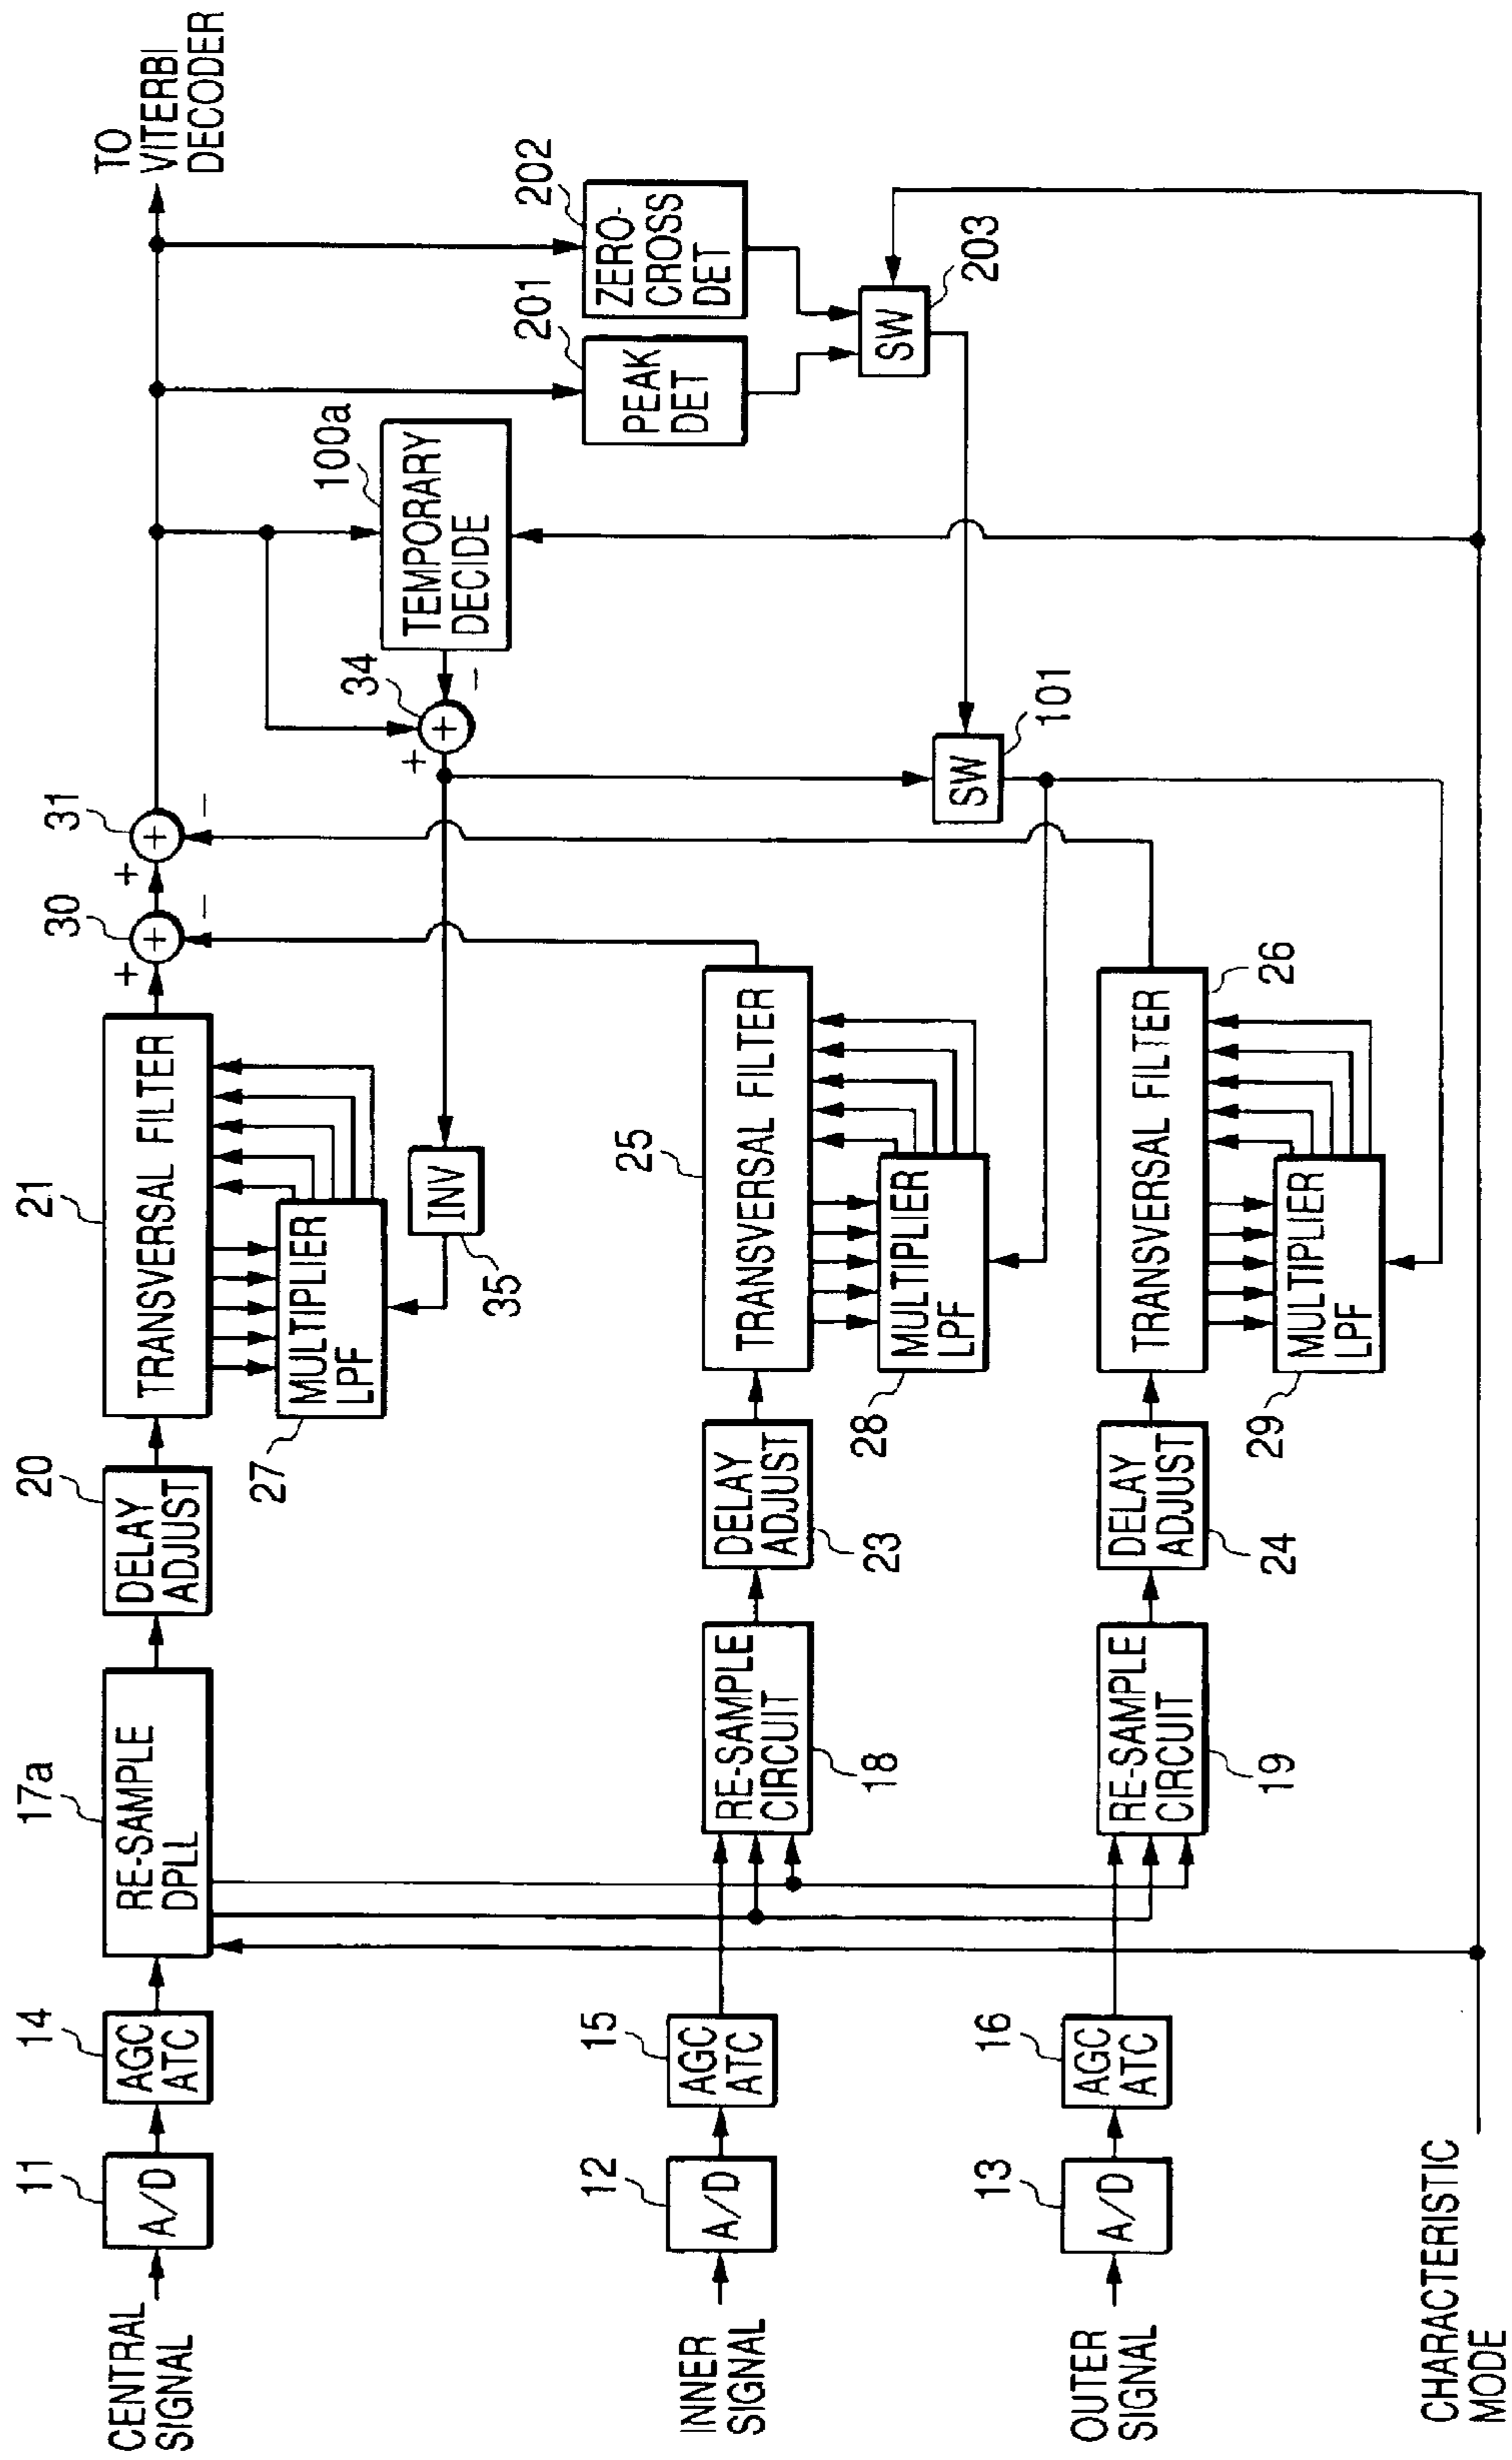 CENTRAL
SIGNAL
11
A/D
14
AGC
ATC
17a
RE-SAMPLE
DPLL
20
DELAY
ADJUST
21
TRANSVERSAL FILTER
27
MULTIPLIER
LPF
30
+
+
−
31
+
+
−
TO
VITERBI
DECODER
INV
35
34
+
+
−
100a
TEMPORARY
DECIDE
201
PEAK
DET
202
ZERO-
CROSS
DET
SW
203
SW
101
INNER
SIGNAL
12
A/D
15
AGC
ATC
RE-SAMPLE
CIRCUIT
18
DELAY
ADJUST
23
25
TRANSVERSAL FILTER
28
MULTIPLIER
LPF
OUTER
SIGNAL
13
A/D
16
AGC
ATC
RE-SAMPLE
CIRCUIT
19
DELAY
ADJUST
24
TRANSVERSAL FILTER
26
29
MULTIPLIER
LPF
CHARACTERISTIC
MODE